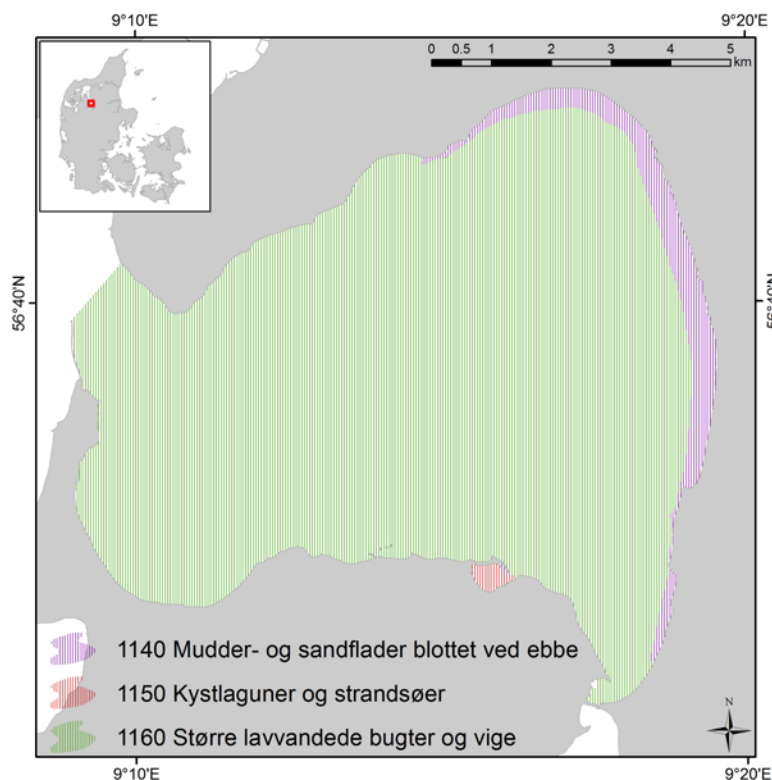 9°10'E 9°20'E
0 0.5 1 2 3 4 5
km
56°40'N 56°40'N
1140 Mudder- og sandflader blottet ved ebbe
1150 Kystlaguner og strandsøer
1160 Større lavvandede bugter og vige
N
9°10'E 9°20'E